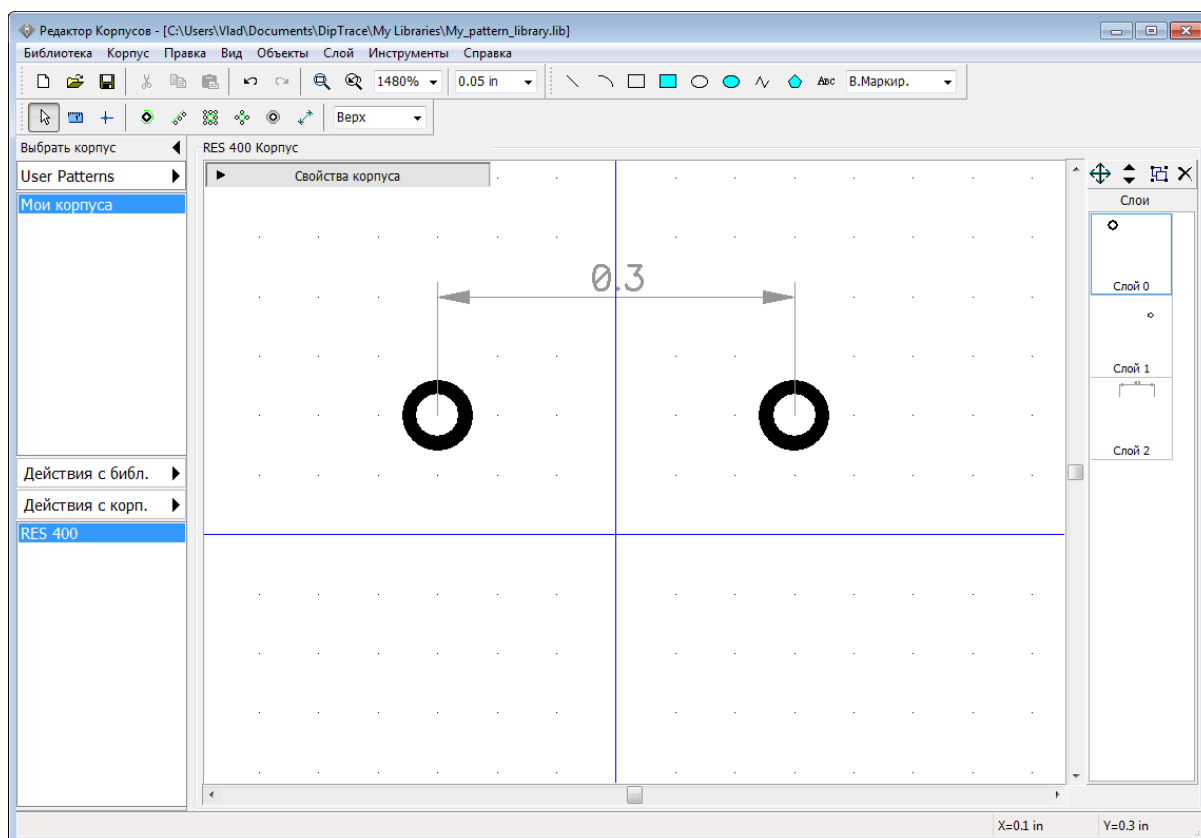 Редактор Корпусов - [C:\Users\Vlad\Documents\DipTrace\My Libraries\My_pattern_library.lib]
Библиотека Корпус Правка Вид Объекты Слой Инструменты Справка
1480% 0.05 in ABC В.Маркир.
Верх
Выбрать корпус
RES 400 Корпус
User Patterns
Свойства корпуса
Мои корпуса
Слои
0.3
Слой 0
Слой 1
Слой 2
Действия с библ.
Действия с корп.
RES 400
X=0.1 in Y=0.3 in